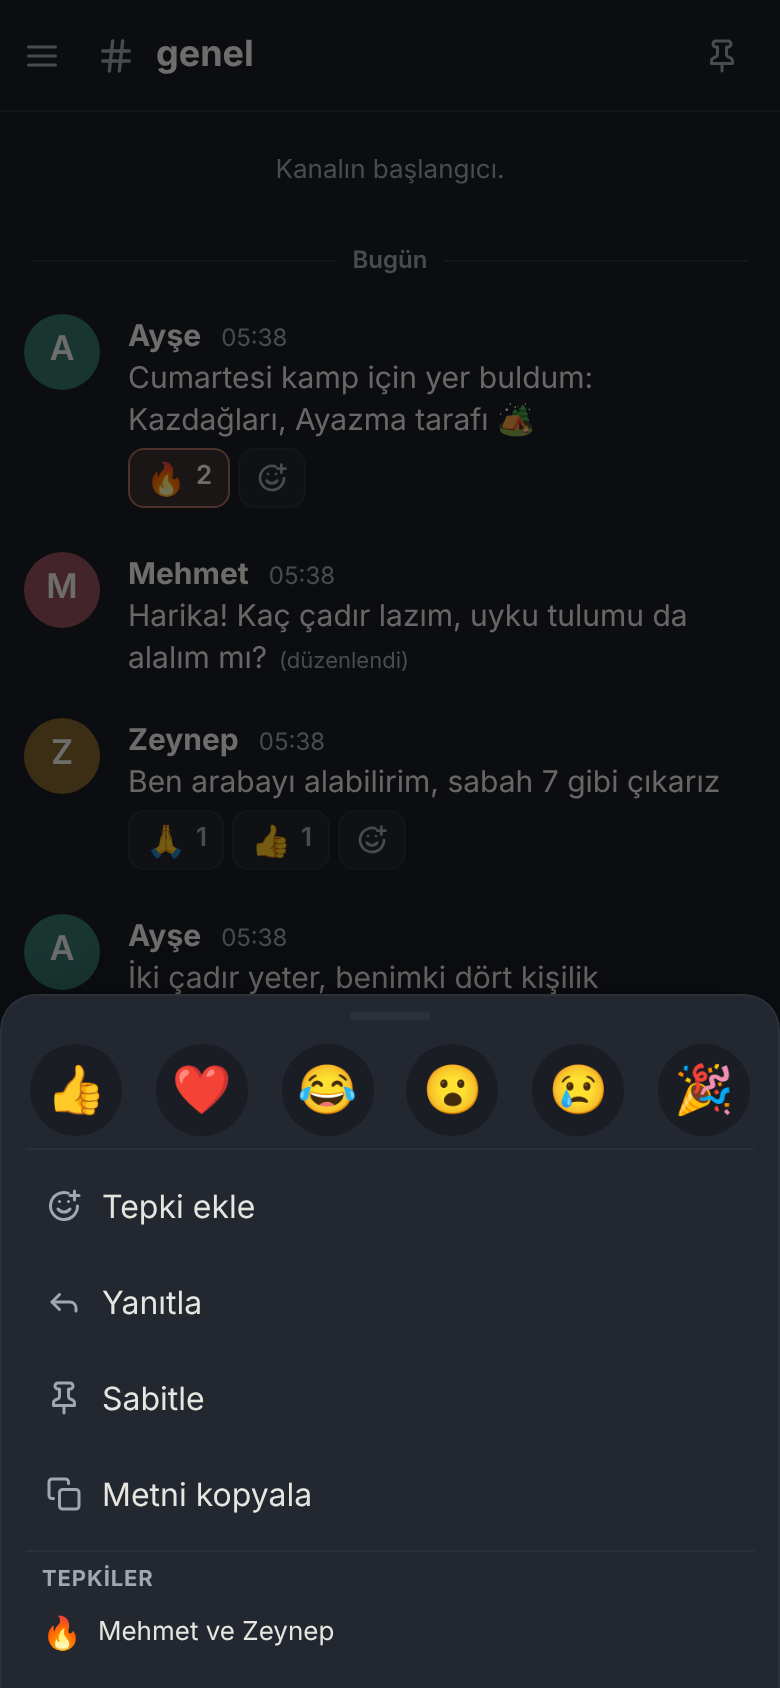 # genel
Kanalın başlangıcı.
Bugün
A
Ayşe 05:38
Cumartesi kamp için yer buldum:
Kazdağları, Ayazma tarafı 🏕️
🔥 2
M
Mehmet 05:38
Harika! Kaç çadır lazım, uyku tulumu da
alalım mı? (düzenlendi)
Z
Zeynep 05:38
Ben arabayı alabilirim, sabah 7 gibi çıkarız
🙏 1 👍 1
A
Ayşe 05:38
İki çadır yeter, benimki dört kişilik
👍 ❤️ 😂 😮 😢 🎉
Tepki ekle
Yanıtla
Sabitle
Metni kopyala
TEPKİLER
🔥 Mehmet ve Zeynep